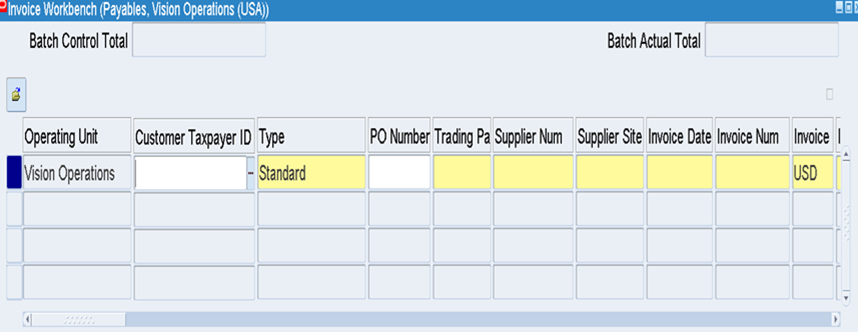 Invoice Workbench (Payables, Vision Operations (USA))
Batch Control Total Batch Actual Total
Operating Unit Customer Taxpayer ID Type PO Number Trading Pa Supplier Num Supplier Site Invoice Date Invoice Num Invoice
Vision Operations Standard USD